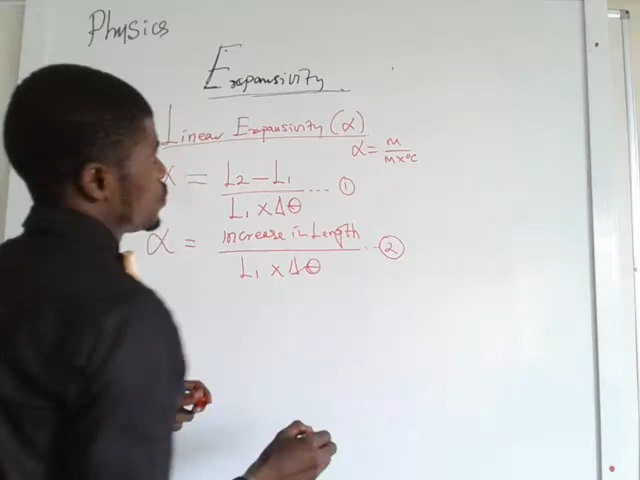 Physics
Expansivity
Linear Expansivity (α)
α = m / m×°C
α = L2 − L1 / L1 × Δθ ... ①
α = increase in Length / L1 × Δθ .. ②